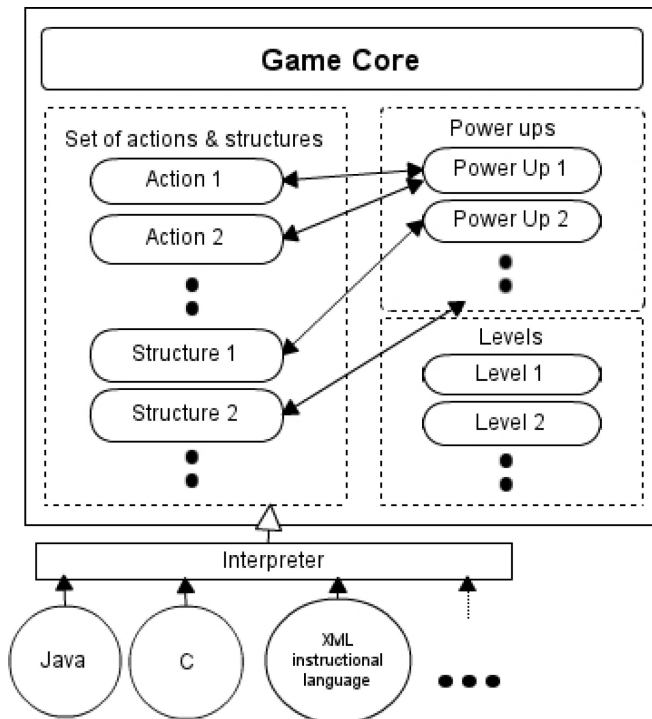 Game Core
Set of actions & structures
Action 1
Action 2
Structure 1
Structure 2
Power ups
Power Up 1
Power Up 2
Levels
Level 1
Level 2
Interpreter
Java
C
XML
instructional
language